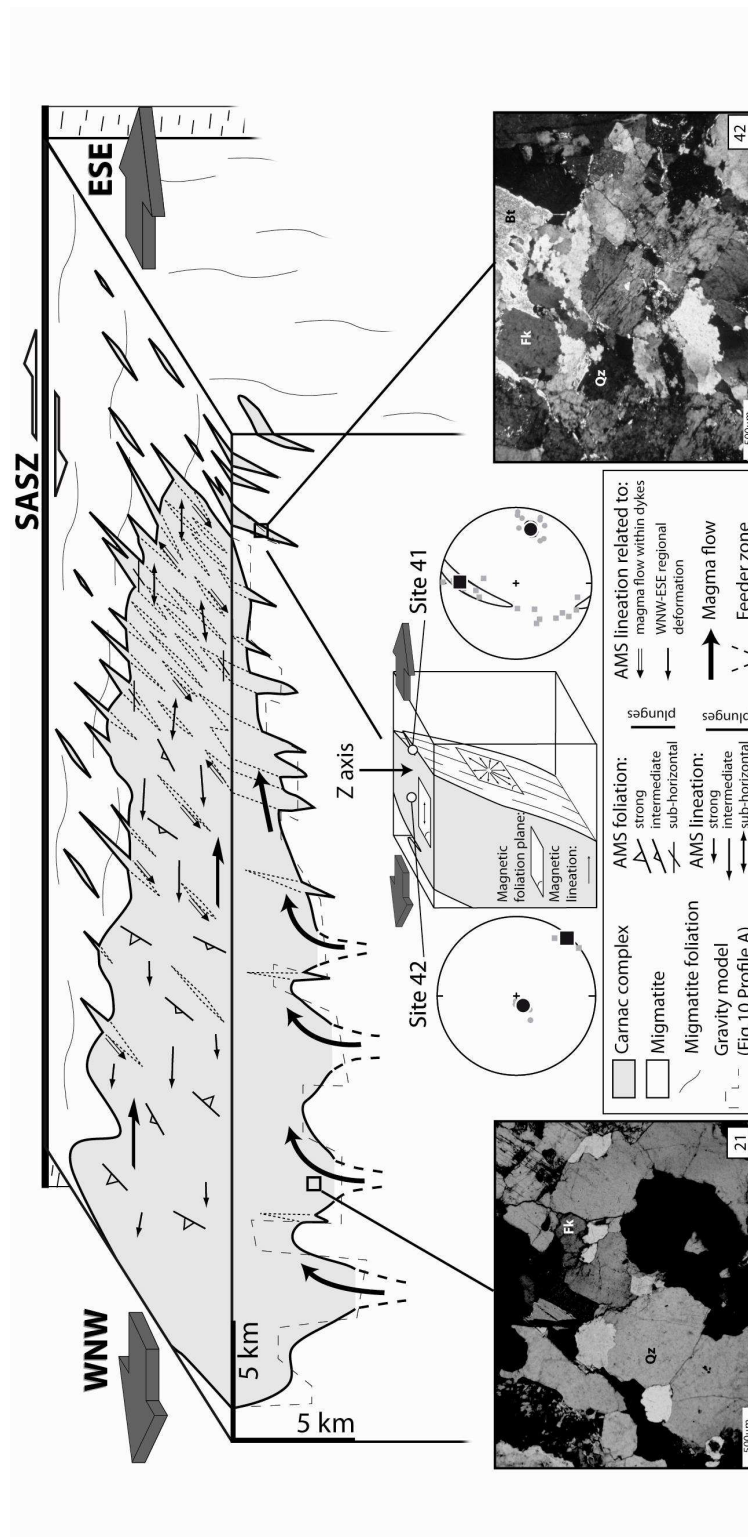 SASZ
WNW
ESE
5 km
5 km
Z axis
Site 42
Site 41
Magnetic
foliation plane:
Magnetic
lineation:
21
Fk
Qz
500µm
42
Bt
Fk
Qz
500µm
Carnac complex
Migmatite
Migmatite foliation
Gravity model
(Fig 10 Profile A)
AMS foliation:
strong
intermediate
sub-horizontal
plunges
AMS lineation:
strong
intermediate
sub-horizontal
plunges
AMS lineation related to:
magma flow within dykes
WNW-ESE regional
deformation
Magma flow
Feeder zone